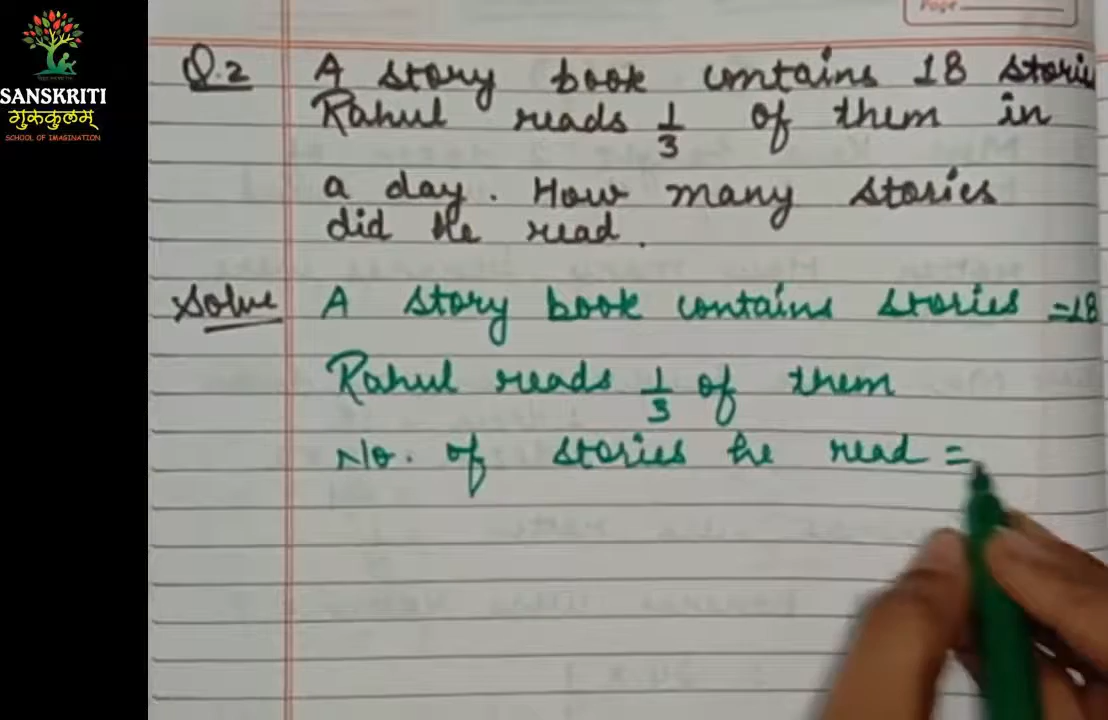 Page
SANSKRITI
गुरुकुलम्
SCHOOL OF IMAGINATION
Q.2 A story book contains 18 storie
Rahul reads 1/3 of them in
a day. How many stories
did he read.
Solve A story book contains stories =18
Rahul reads 1/3 of them
No. of stories he read =